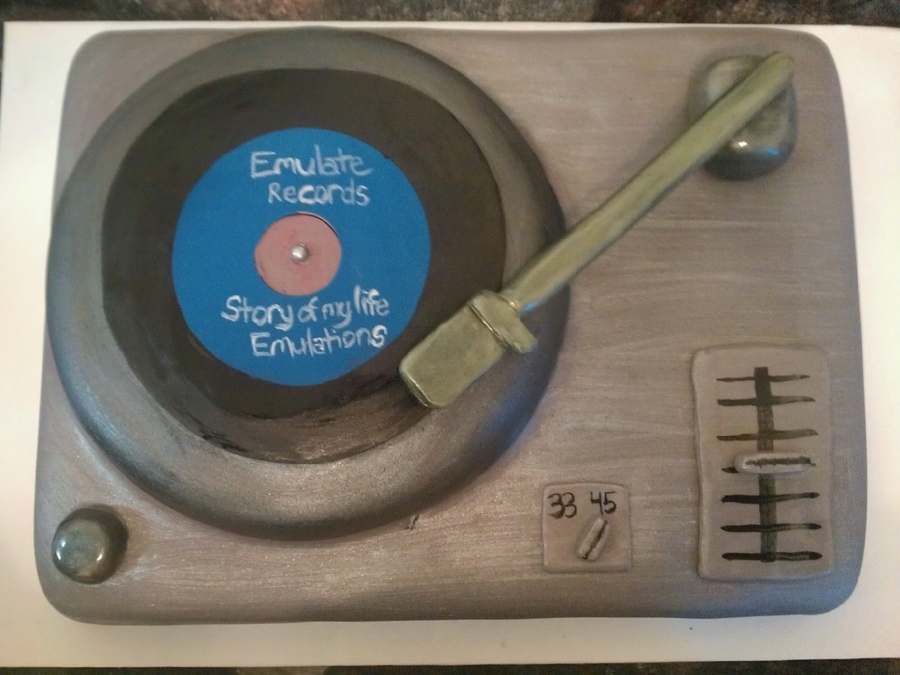 Emulate
Records
Story of my life
Emulations
33 45